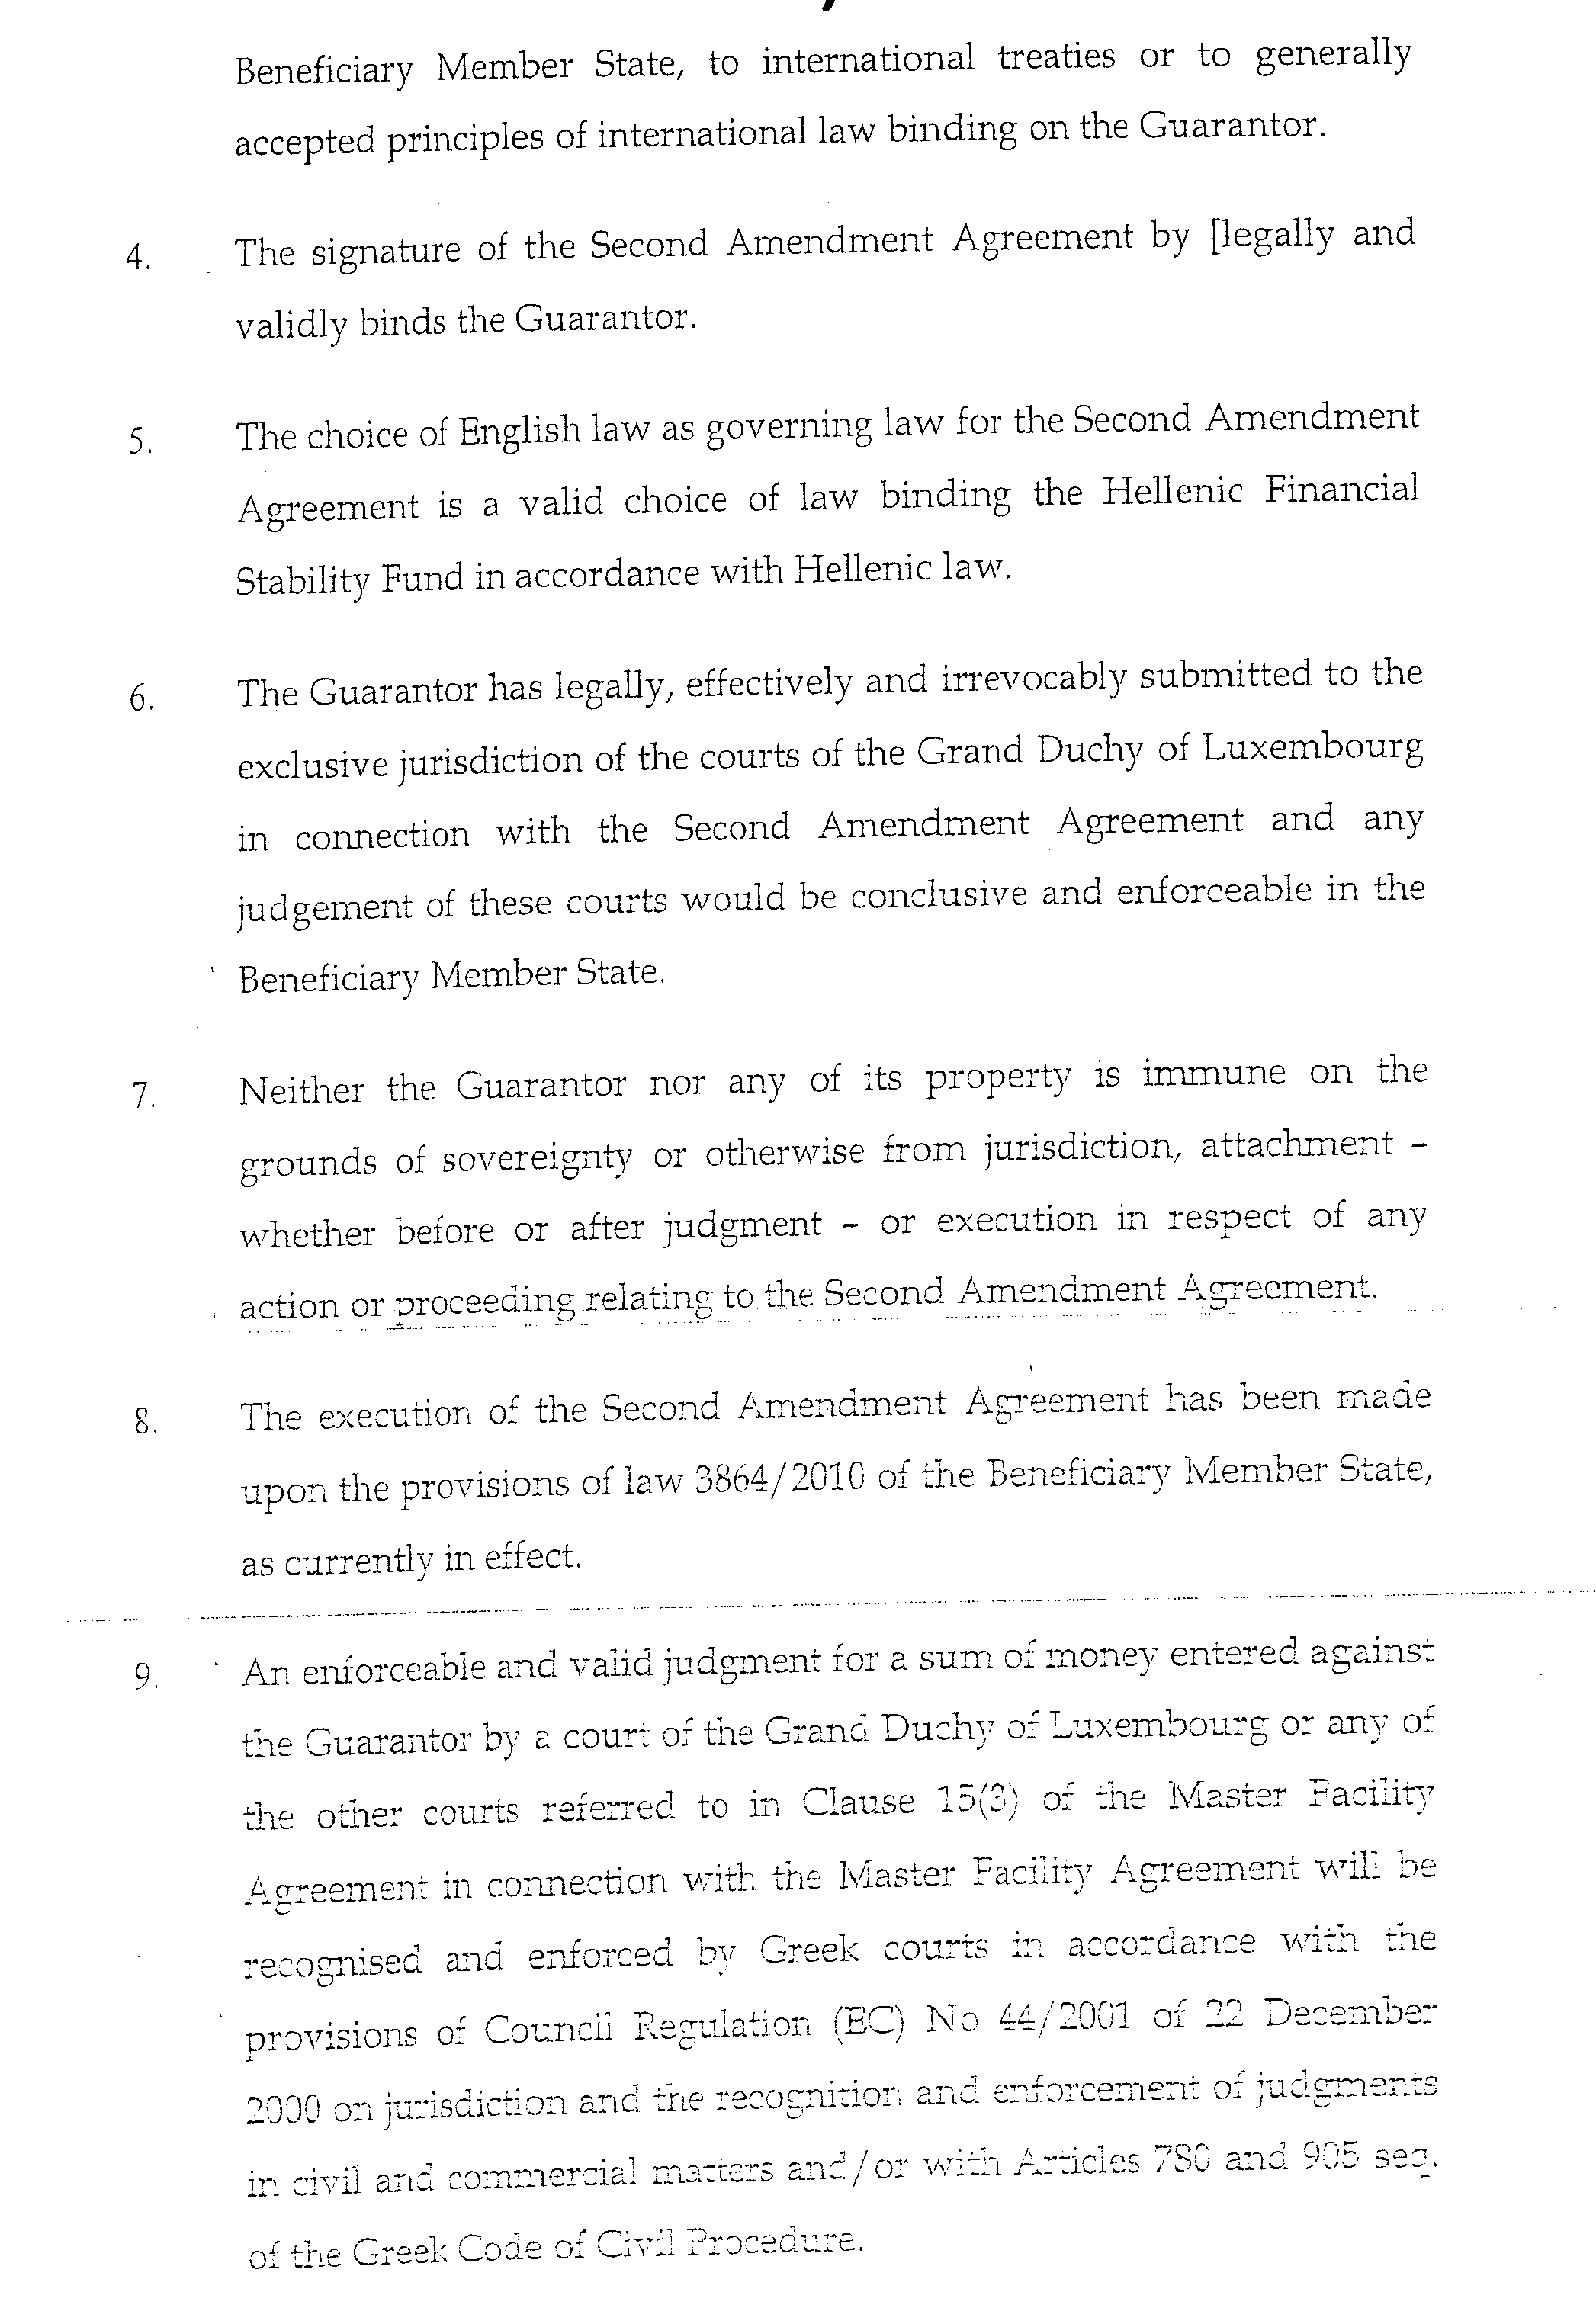 Beneficiary Member State, to international treaties or to generally
accepted principles of international law binding on the Guarantor.
4. The signature of the Second Amendment Agreement by [legally and
validly binds the Guarantor.
5. The choice of English law as governing law for the Second Amendment
Agreement is a valid choice of law binding the Hellenic Financial
Stability Fund in accordance with Hellenic law.
6. The Guarantor has legally, effectively and irrevocably submitted to the
exclusive jurisdiction of the courts of the Grand Duchy of Luxembourg
in connection with the Second Amendment Agreement and any
judgement of these courts would be conclusive and enforceable in the
Beneficiary Member State.
7. Neither the Guarantor nor any of its property is immune on the
grounds of sovereignty or otherwise from jurisdiction, attachment –
whether before or after judgment – or execution in respect of any
action or proceeding relating to the Second Amendment Agreement.
8. The execution of the Second Amendment Agreement has been made
upon the provisions of law 3864/2010 of the Beneficiary Member State,
as currently in effect.
9. An enforceable and valid judgment for a sum of money entered against
the Guarantor by a court of the Grand Duchy of Luxembourg or any of
the other courts referred to in Clause 15(3) of the Master Facility
Agreement in connection with the Master Facility Agreement will be
recognised and enforced by Greek courts in accordance with the
provisions of Council Regulation (EC) No 44/2001 of 22 December
2000 on jurisdiction and the recognition and enforcement of judgments
in civil and commercial matters and/or with Articles 780 and 905 seq.
of the Greek Code of Civil Procedure.